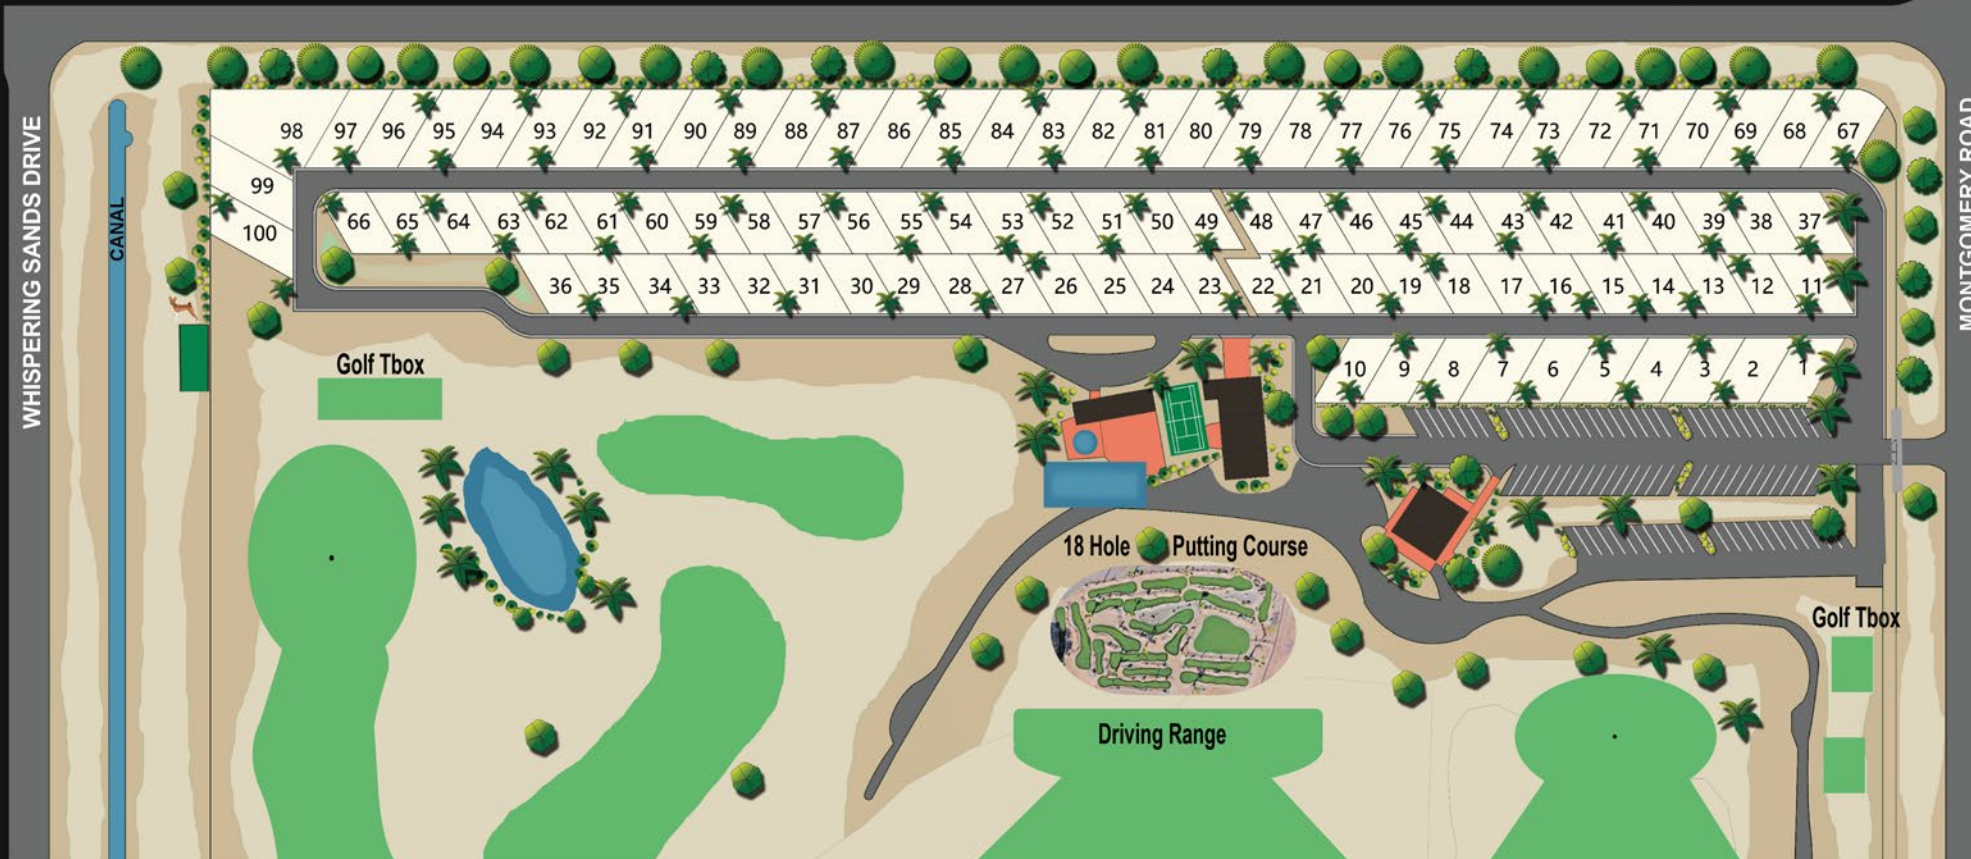 WHISPERING SANDS DRIVE
CANAL
MONTGOMERY ROAD
98 97 96 95 94 93 92 91 90 89 88 87 86 85 84 83 82 81 80 79 78 77 76 75 74 73 72 71 70 69 68 67
99
100
66 65 64 63 62 61 60 59 58 57 56 55 54 53 52 51 50 49 48 47 46 45 44 43 42 41 40 39 38 37
36 35 34 33 32 31 30 29 28 27 26 25 24 23 22 21 20 19 18 17 16 15 14 13 12 11
10 9 8 7 6 5 4 3 2 1
Golf Tbox
18 Hole Putting Course
Golf Tbox
Driving Range